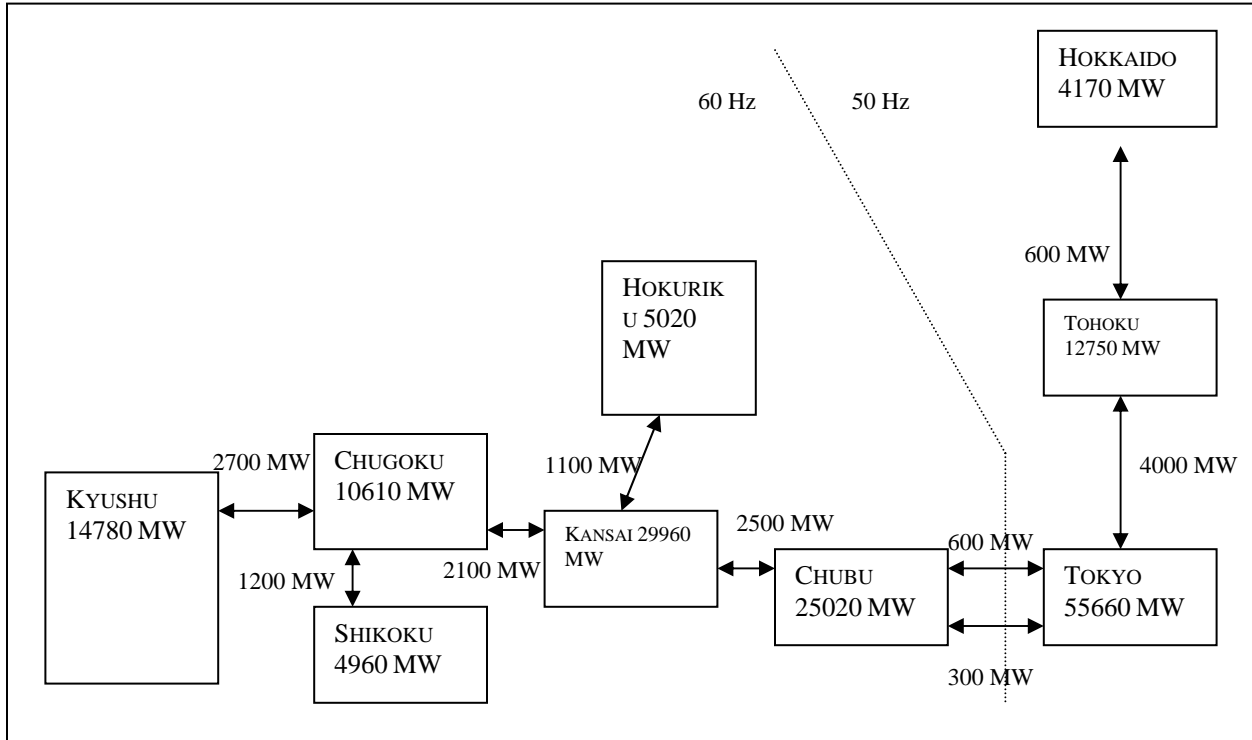 HOKKAIDO
4170 MW
60 Hz
50 Hz
600 MW
HOKURIK
U 5020
MW
TOHOKU
12750 MW
2700 MW
CHUGOKU
10610 MW
1100 MW
4000 MW
KYUSHU
14780 MW
KANSAI 29960
MW
2500 MW
600 MW
1200 MW
2100 MW
CHUBU
25020 MW
TOKYO
55660 MW
SHIKOKU
4960 MW
300 MW